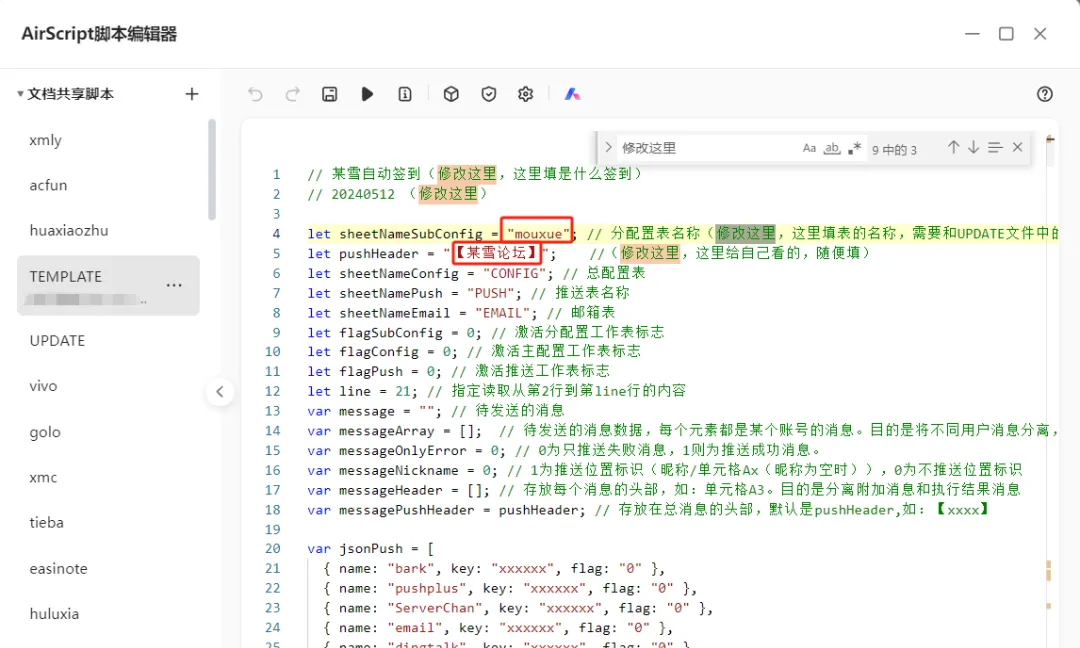 AirScript脚本编辑器
文档共享脚本
xmly
acfun
huaxiaozhu
TEMPLATE
UPDATE
vivo
golo
xmc
tieba
easinote
huluxia
修改这里
Aa
ab
.*
9 中的 3
1 // 某雪自动签到（修改这里，这里填是什么签到）
2 // 20240512 （修改这里）
3
4 let sheetNameSubConfig = "mouxue"; // 分配置表名称（修改这里，这里填表的名称，需要和UPDATE文件中的
5 let pushHeader = "【某雪论坛】"; //（修改这里，这里给自己看的，随便填）
6 let sheetNameConfig = "CONFIG"; // 总配置表
7 let sheetNamePush = "PUSH"; // 推送表名称
8 let sheetNameEmail = "EMAIL"; // 邮箱表
9 let flagSubConfig = 0; // 激活分配置工作表标志
10 let flagConfig = 0; // 激活主配置工作表标志
11 let flagPush = 0; // 激活推送工作表标志
12 let line = 21; // 指定读取从第2行到第line行的内容
13 var message = ""; // 待发送的消息
14 var messageArray = []; // 待发送的消息数据，每个元素都是某个账号的消息。目的是将不同用户消息分离，
15 var messageOnlyError = 0; // 0为只推送失败消息，1则为推送成功消息。
16 var messageNickname = 0; // 1为推送位置标识（昵称/单元格Ax（昵称为空时）），0为不推送位置标识
17 var messageHeader = []; // 存放每个消息的头部，如：单元格A3。目的是分离附加消息和执行结果消息
18 var messagePushHeader = pushHeader; // 存放在总消息的头部，默认是pushHeader,如：【xxxx】
19
20 var jsonPush = [
21 { name: "bark", key: "xxxxxx", flag: "0" },
22 { name: "pushplus", key: "xxxxxx", flag: "0" },
23 { name: "ServerChan", key: "xxxxxx", flag: "0" },
24 { name: "email", key: "xxxxxx", flag: "0" },
25 { name: "dingtalk", key: "xxxxxx", flag: "0" },